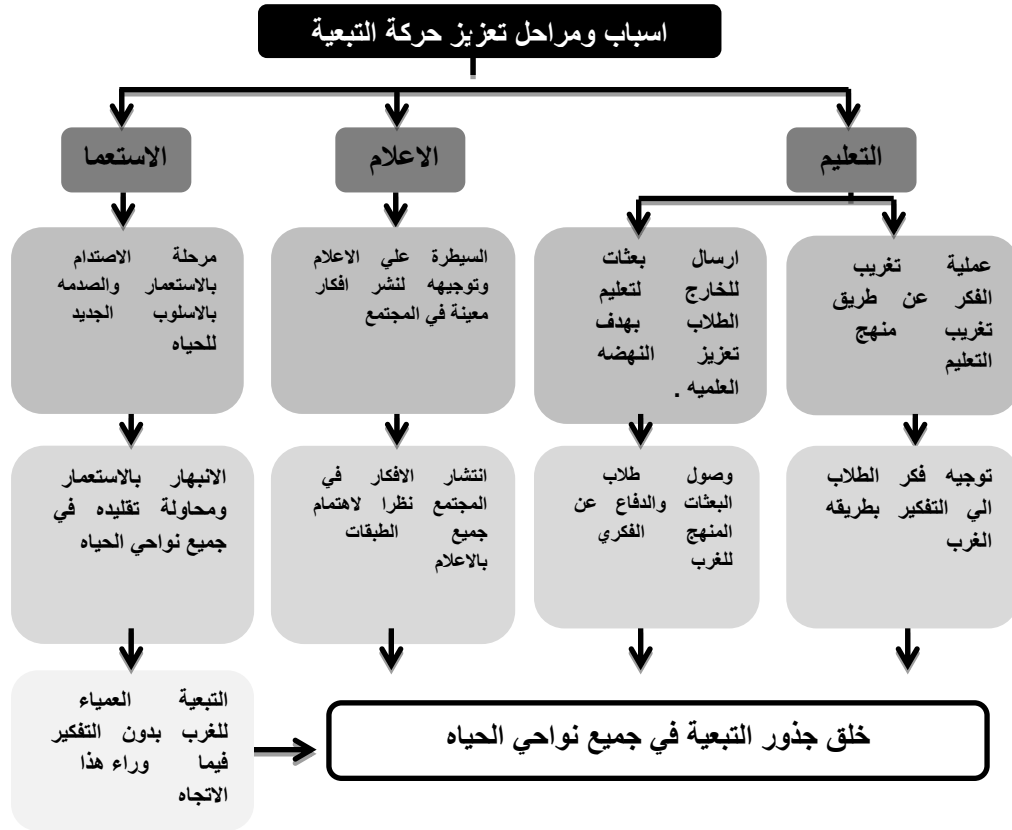 اسباب ومراحل تعزيز حركة التبعية
التعليم
الاعلام
الاستعما
عملية تغريب
الفكر عن طريق
تغريب منهج
التعليم
ارسال بعثات
للخارج لتعليم
الطلاب بهدف
تعزيز النهضه
العلميه .
السيطرة علي الاعلام
وتوجيهه لنشر افكار
معينة في المجتمع
مرحلة الاصتدام
بالاستعمار والصدمه
بالاسلوب الجديد
للحياه
توجيه فكر الطلاب
الي التفكير بطريقه
الغرب
وصول طلاب
البعثات والدفاع عن
المنهج الفكري
للغرب
انتشار الافكار في
المجتمع نظرا لاهتمام
جميع الطبقات
بالاعلام
الانبهار بالاستعمار
ومحاولة تقليده في
جميع نواحي الحياه
التبعية العمياء
للغرب بدون التفكير
فيما وراء هذا
الاتجاه
خلق جذور التبعية في جميع نواحي الحياه